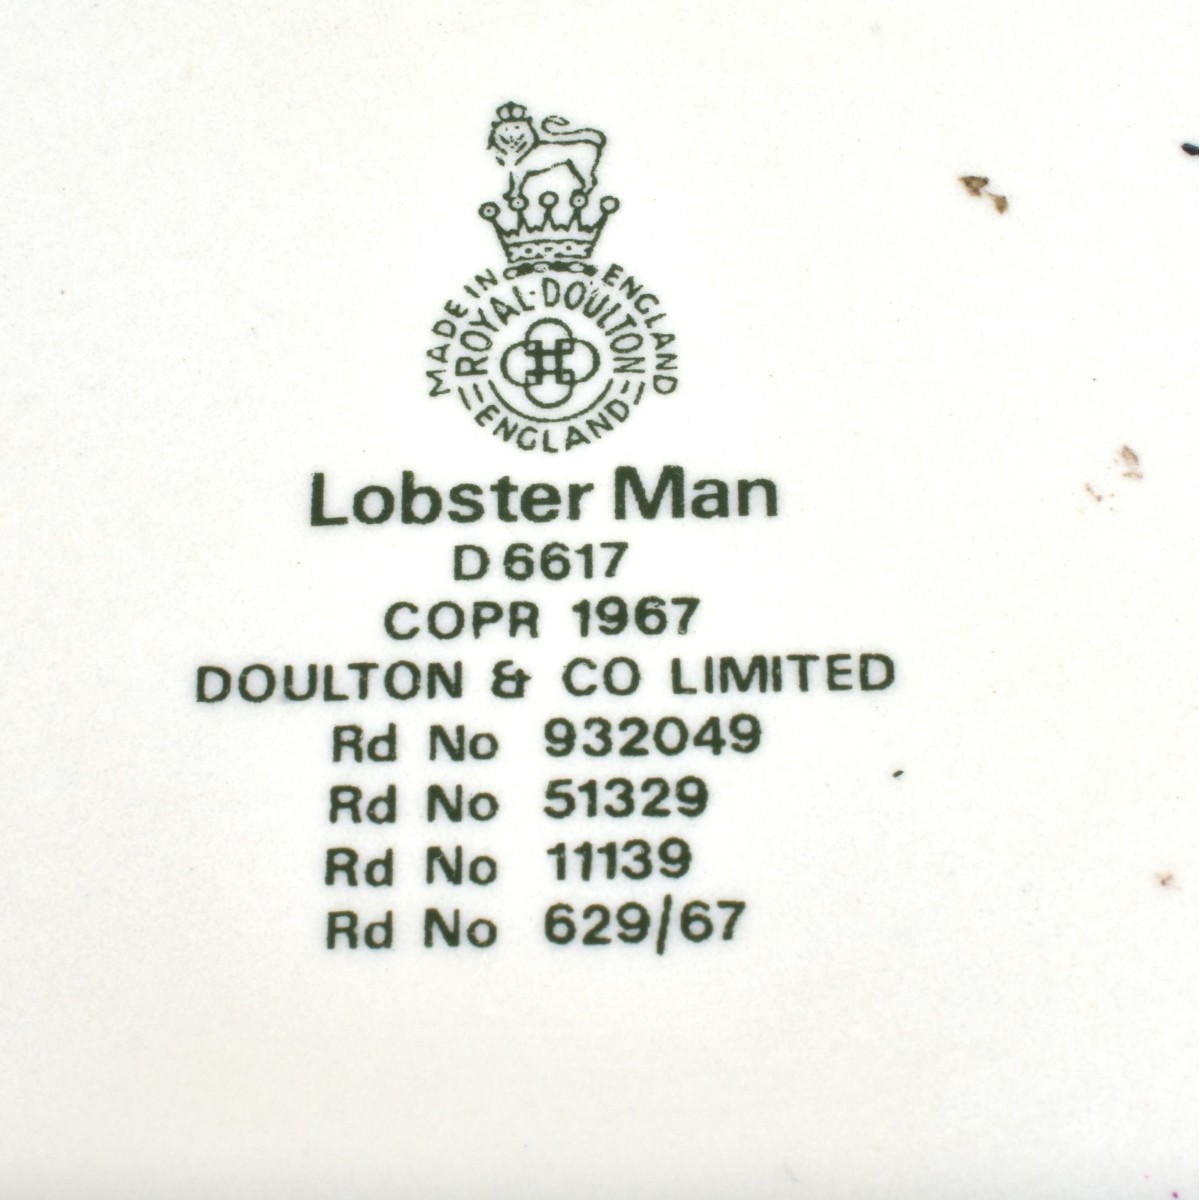 MADE IN ENGLAND
ROYAL·DOULTON
ENGLAND
Lobster Man
D 6617
COPR 1967
DOULTON & CO LIMITED
Rd No 932049
Rd No 51329
Rd No 11139
Rd No 629/67